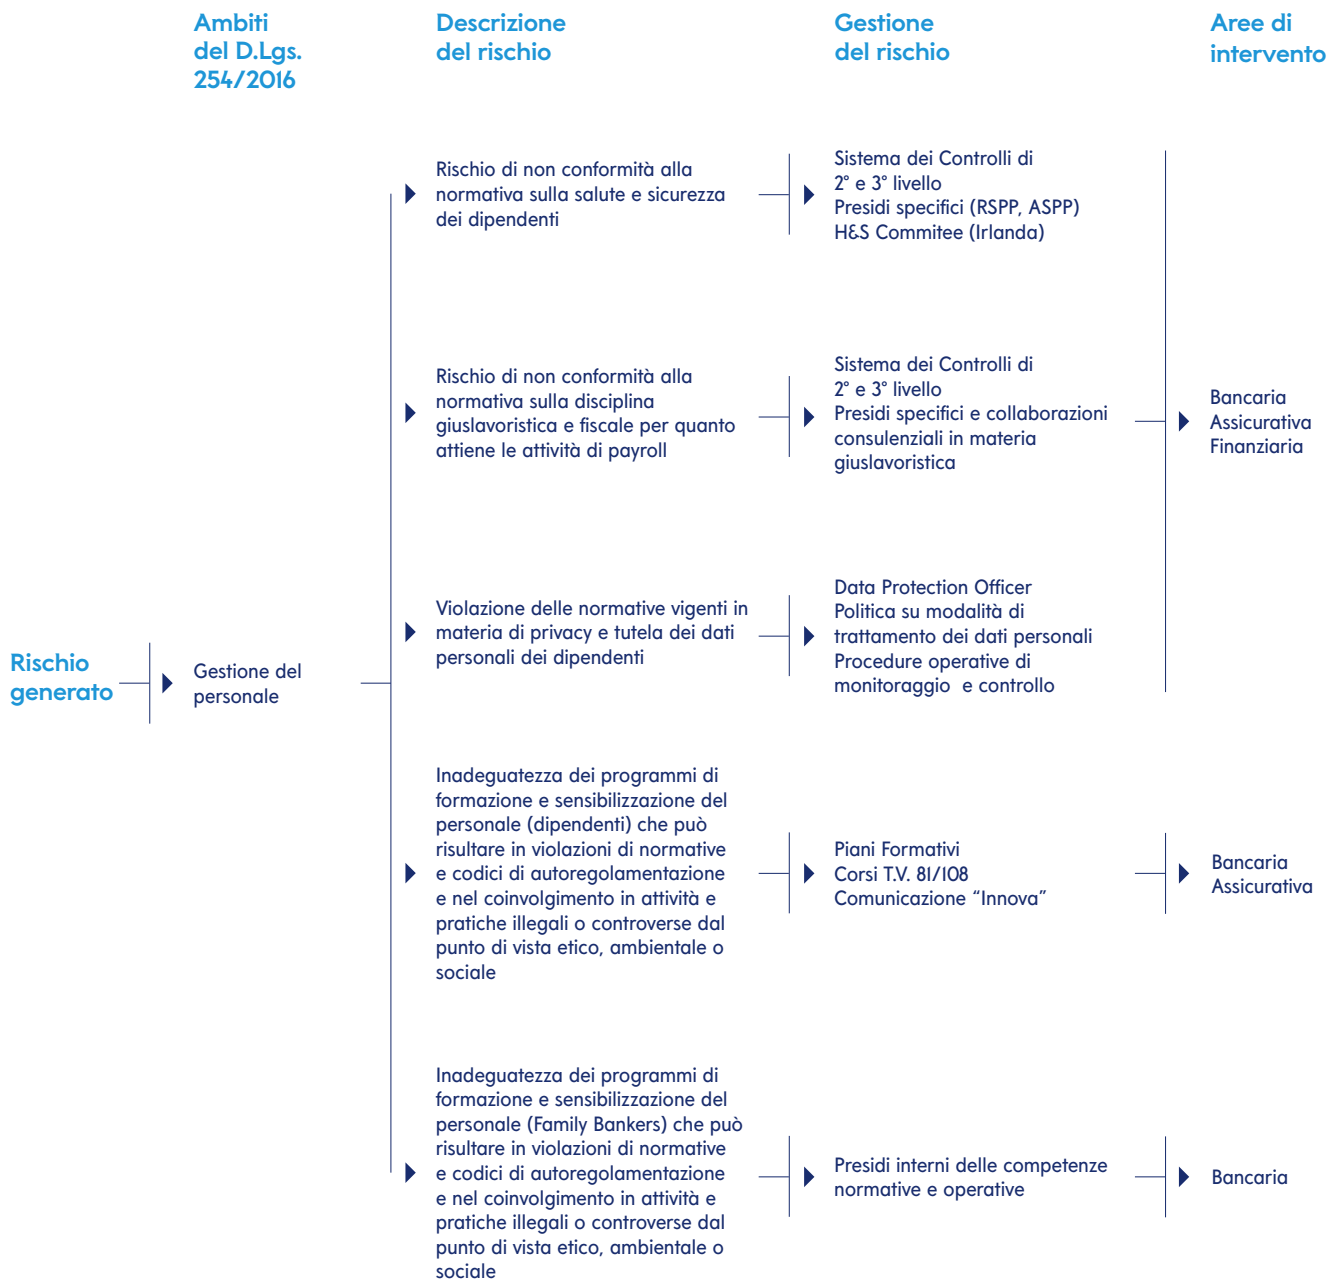 Ambiti
del D.Lgs.
254/2016
Descrizione
del rischio
Gestione
del rischio
Aree di
intervento
Rischio
generato
Gestione del
personale
Rischio di non conformità alla
normativa sulla salute e sicurezza
dei dipendenti
Sistema dei Controlli di
2° e 3° livello
Presidi specifici (RSPP, ASPP)
H&S Commitee (Irlanda)
Rischio di non conformità alla
normativa sulla disciplina
giuslavoristica e fiscale per quanto
attiene le attività di payroll
Sistema dei Controlli di
2° e 3° livello
Presidi specifici e collaborazioni
consulenziali in materia
giuslavoristica
Violazione delle normative vigenti in
materia di privacy e tutela dei dati
personali dei dipendenti
Data Protection Officer
Politica su modalità di
trattamento dei dati personali
Procedure operative di
monitoraggio e controllo
Bancaria
Assicurativa
Finanziaria
Inadeguatezza dei programmi di
formazione e sensibilizzazione del
personale (dipendenti) che può
risultare in violazioni di normative
e codici di autoregolamentazione
e nel coinvolgimento in attività e
pratiche illegali o controverse dal
punto di vista etico, ambientale o
sociale
Piani Formativi
Corsi T.V. 81/108
Comunicazione “Innova”
Bancaria
Assicurativa
Inadeguatezza dei programmi di
formazione e sensibilizzazione del
personale (Family Bankers) che può
risultare in violazioni di normative
e codici di autoregolamentazione
e nel coinvolgimento in attività e
pratiche illegali o controverse dal
punto di vista etico, ambientale o
sociale
Presidi interni delle competenze
normative e operative
Bancaria